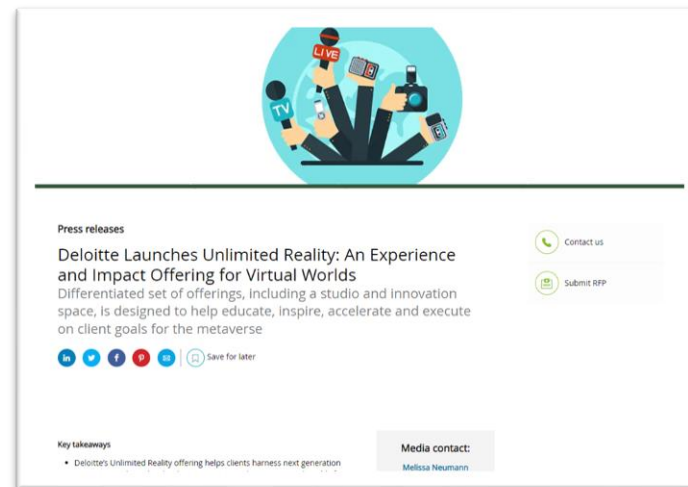 LIVE
TV
Press releases
Deloitte Launches Unlimited Reality: An Experience
and Impact Offering for Virtual Worlds
Differentiated set of offerings, including a studio and innovation
space, is designed to help educate, inspire, accelerate and execute
on client goals for the metaverse
Save for later
Contact us
Submit RFP
Key takeaways
• Deloitte's Unlimited Reality offering helps clients harness next generation
Media contact:
Melissa Neumann